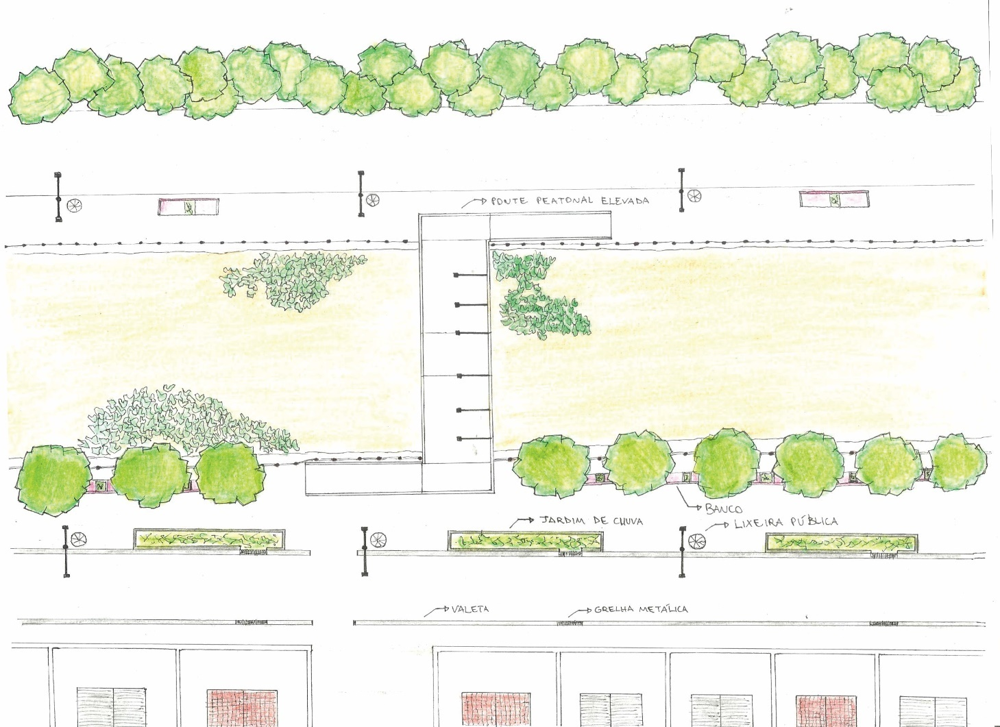 PONTE PEATONAL ELEVADA
BANCO
JARDIM DE CHUVA
LIXEIRA PÚBLICA
VALETA
GRELHA METÁLICA